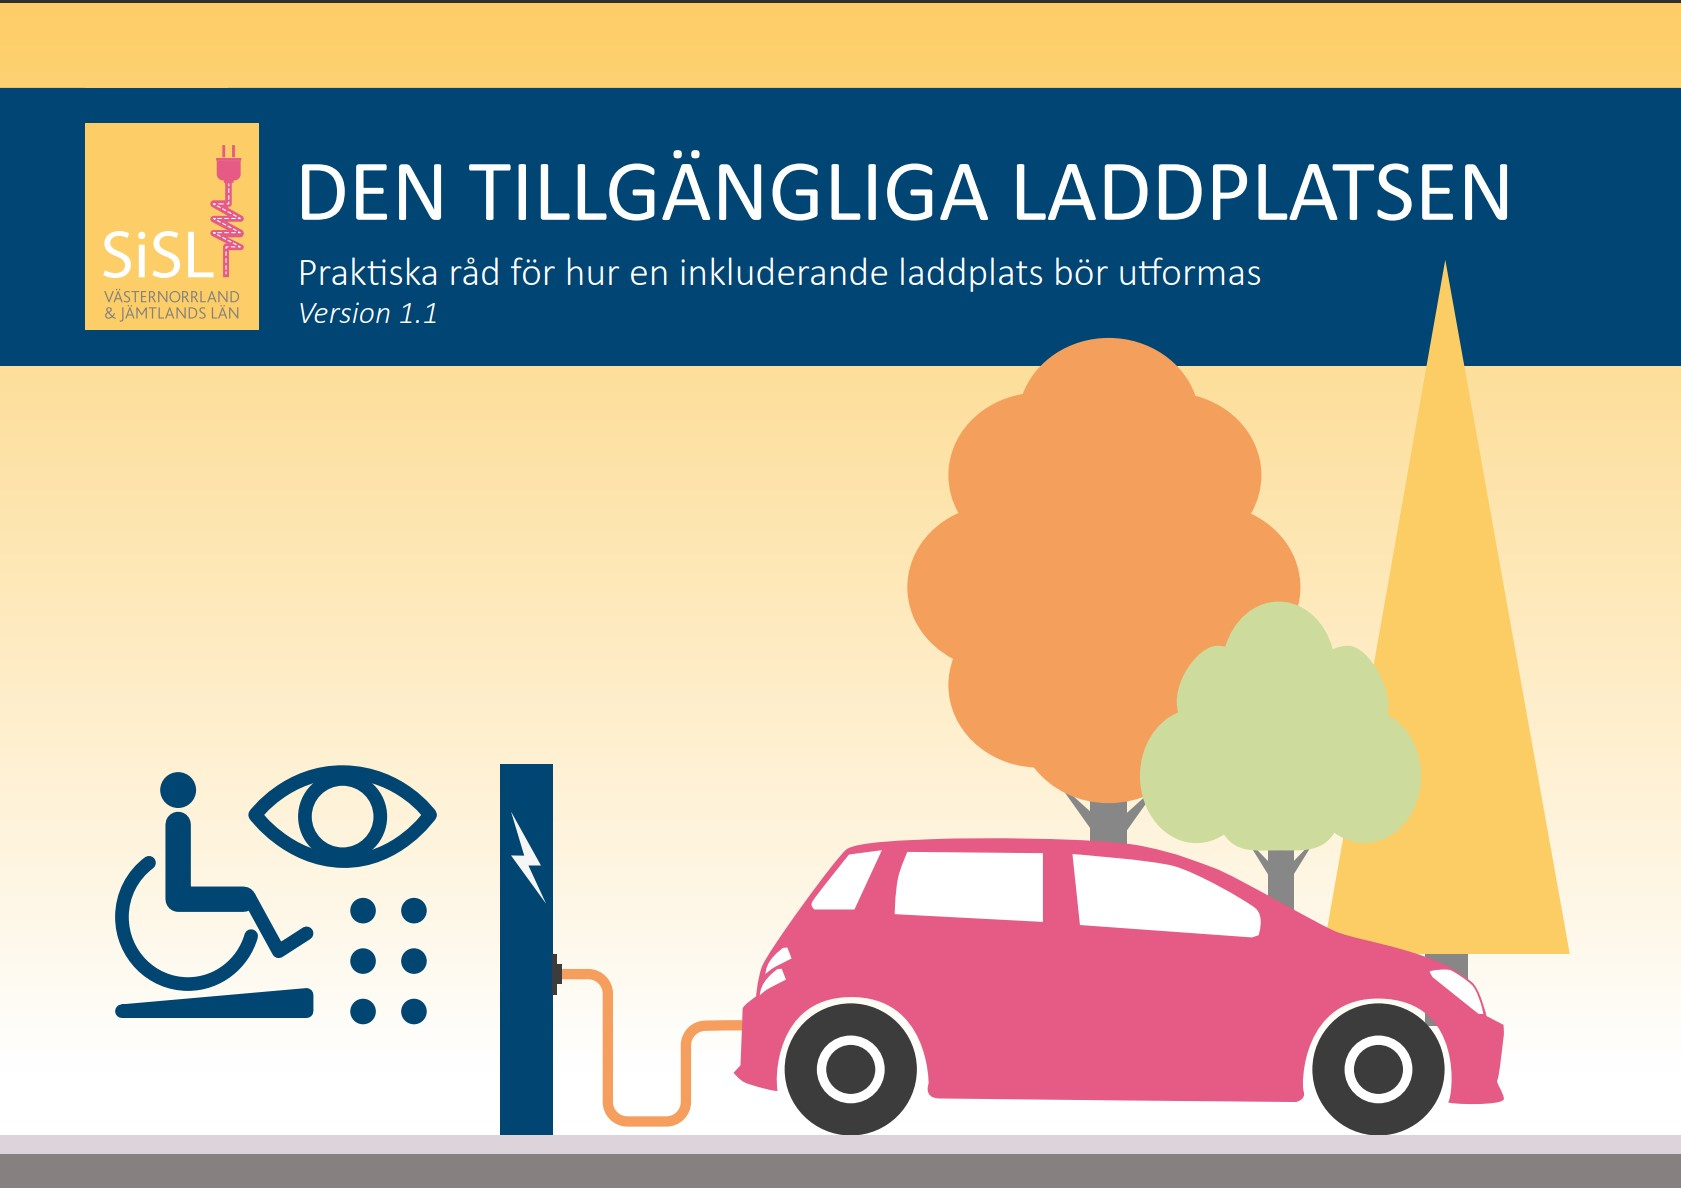 SiSL
VÄSTERNORRLAND
& JÄMTLANDS LÄN
DEN TILLGÄNGLIGA LADDPLATSEN
Praktiska råd för hur en inkluderande laddplats bör utformas
Version 1.1